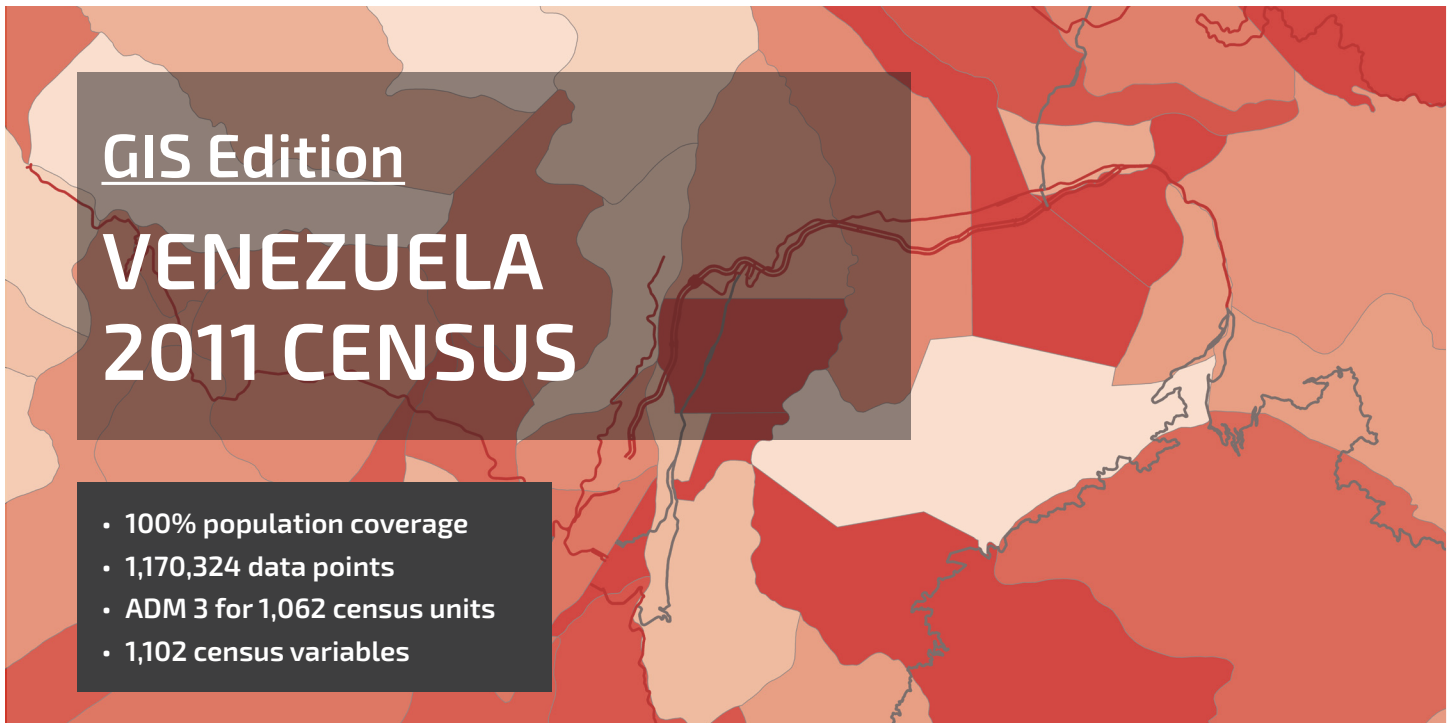 GIS Edition
VENEZUELA
2011 CENSUS
• 100% population coverage
• 1,170,324 data points
• ADM 3 for 1,062 census units
• 1,102 census variables